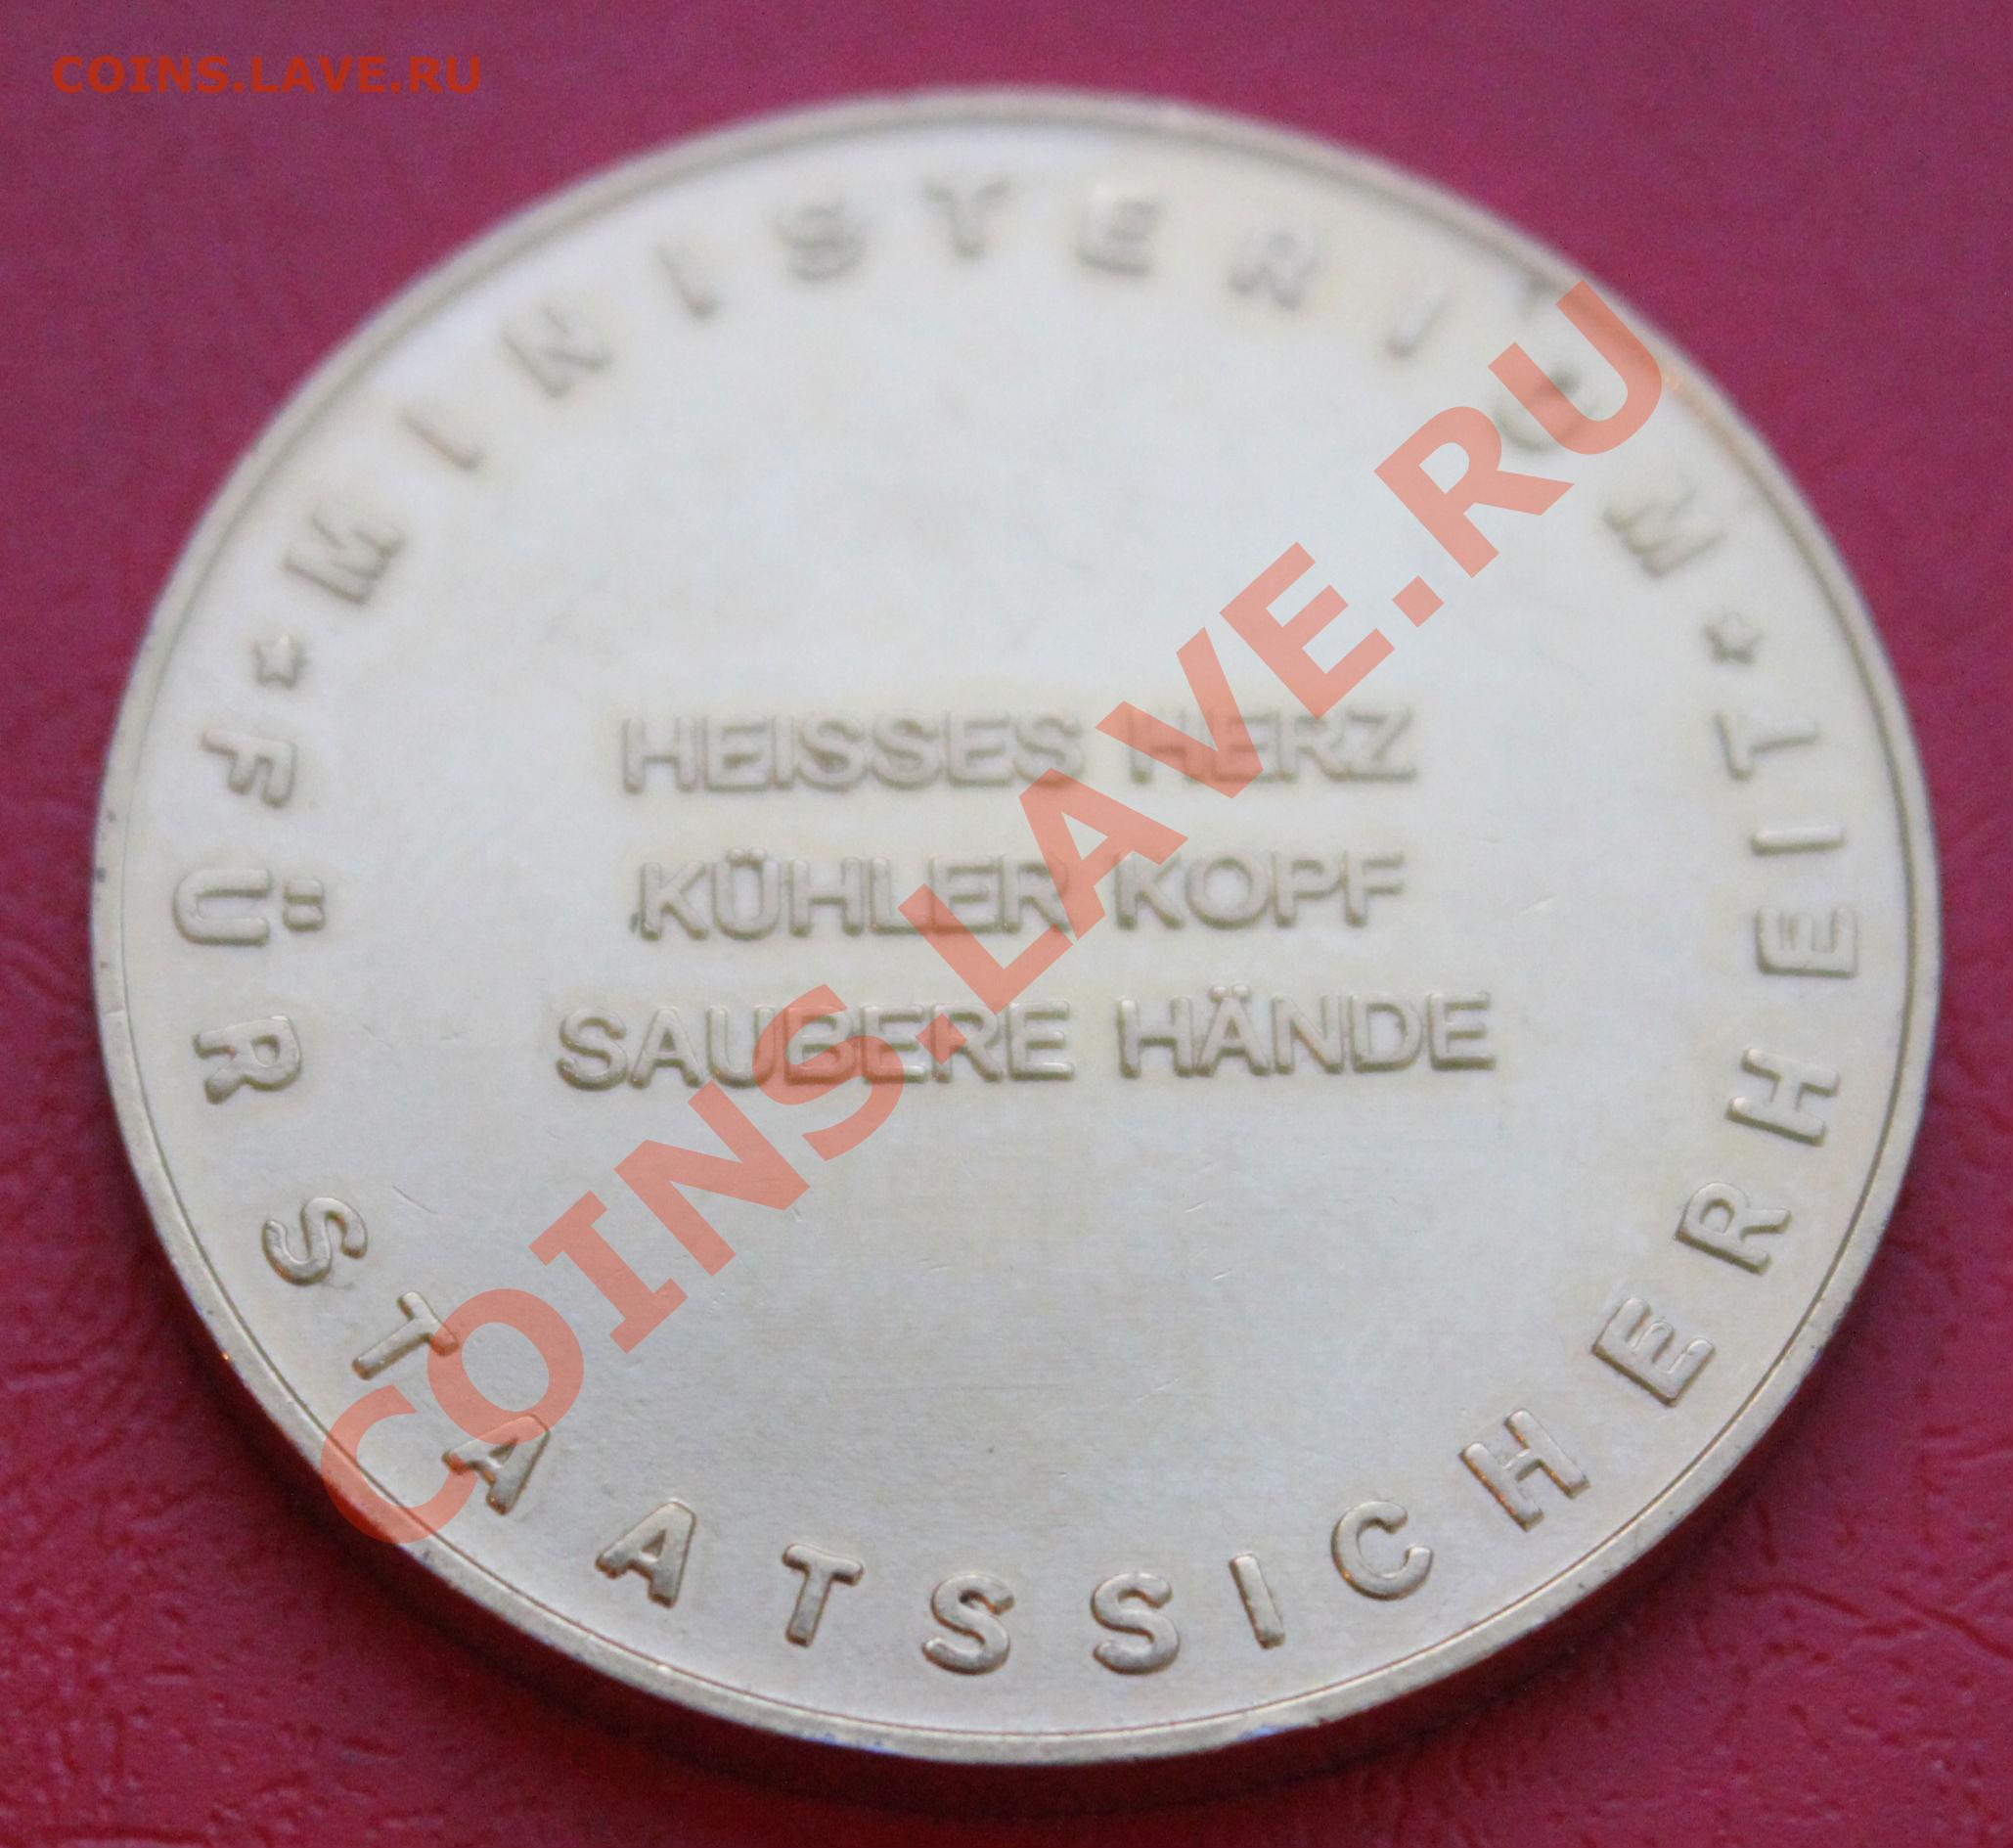 COINS.LAVE.RU
★ MINISTERIUM ★
FÜR STAATSSICHERHEIT
HEISSES HERZ
KÜHLER KOPF
SAUBERE HÄNDE
COINS.LAVE.RU